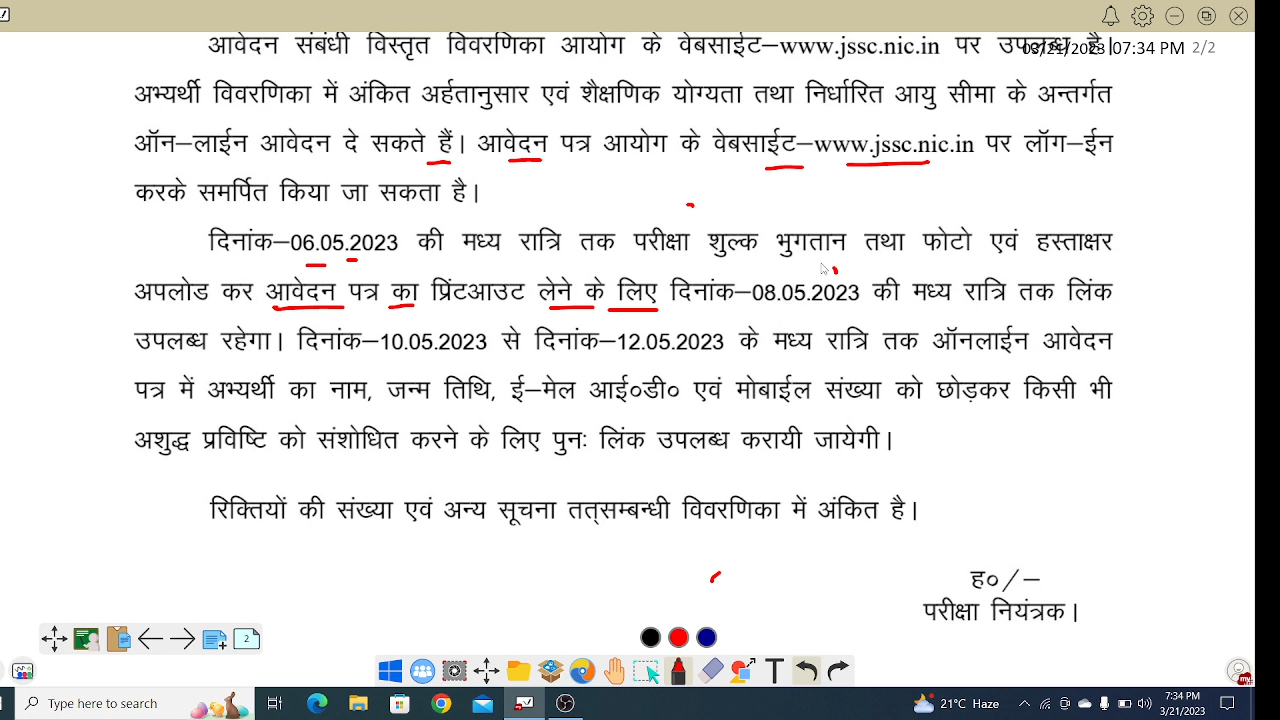 आवेदन संबंधी विस्तृत विवरणिका आयोग के वेबसाईट–www.jssc.nic.in पर उपलब्ध है।
03/21/2023 07:34 PM 2/2
अभ्यर्थी विवरणिका में अंकित अर्हतानुसार एवं शैक्षणिक योग्यता तथा निर्धारित आयु सीमा के अन्तर्गत
ऑन–लाईन आवेदन दे सकते हैं। आवेदन पत्र आयोग के वेबसाईट–www.jssc.nic.in पर लॉग–ईन
करके समर्पित किया जा सकता है।
दिनांक–06.05.2023 की मध्य रात्रि तक परीक्षा शुल्क भुगतान तथा फोटो एवं हस्ताक्षर
अपलोड कर आवेदन पत्र का प्रिंटआउट लेने के लिए दिनांक–08.05.2023 की मध्य रात्रि तक लिंक
उपलब्ध रहेगा। दिनांक–10.05.2023 से दिनांक–12.05.2023 के मध्य रात्रि तक ऑनलाईन आवेदन
पत्र में अभ्यर्थी का नाम, जन्म तिथि, ई–मेल आई०डी० एवं मोबाईल संख्या को छोड़कर किसी भी
अशुद्ध प्रविष्टि को संशोधित करने के लिए पुनः लिंक उपलब्ध करायी जायेगी।
रिक्तियों की संख्या एवं अन्य सूचना तत्सम्बन्धी विवरणिका में अंकित है।
ह०/–
परीक्षा नियंत्रक।
2
Type here to search
21°C Haze
7:34 PM
3/21/2023